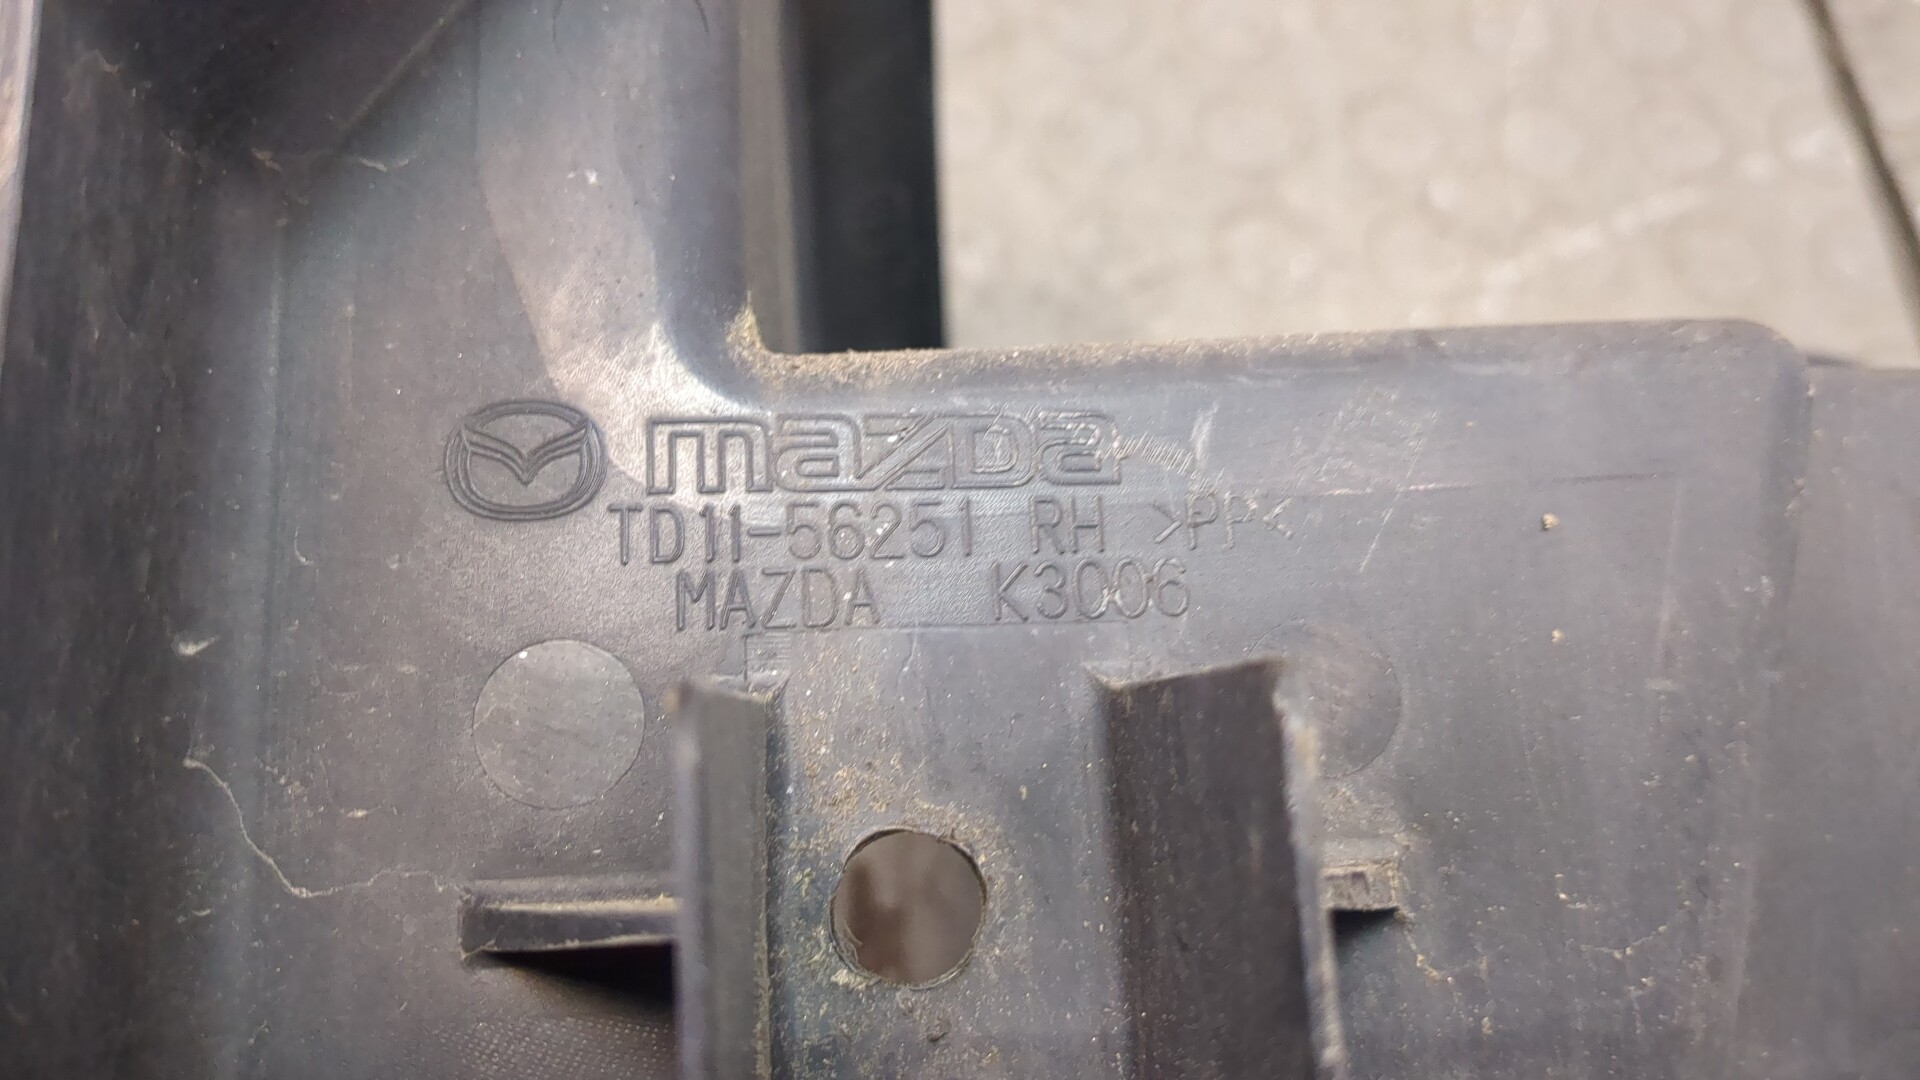 mazda
TD11-56251 RH >PP<
MAZDA K3006